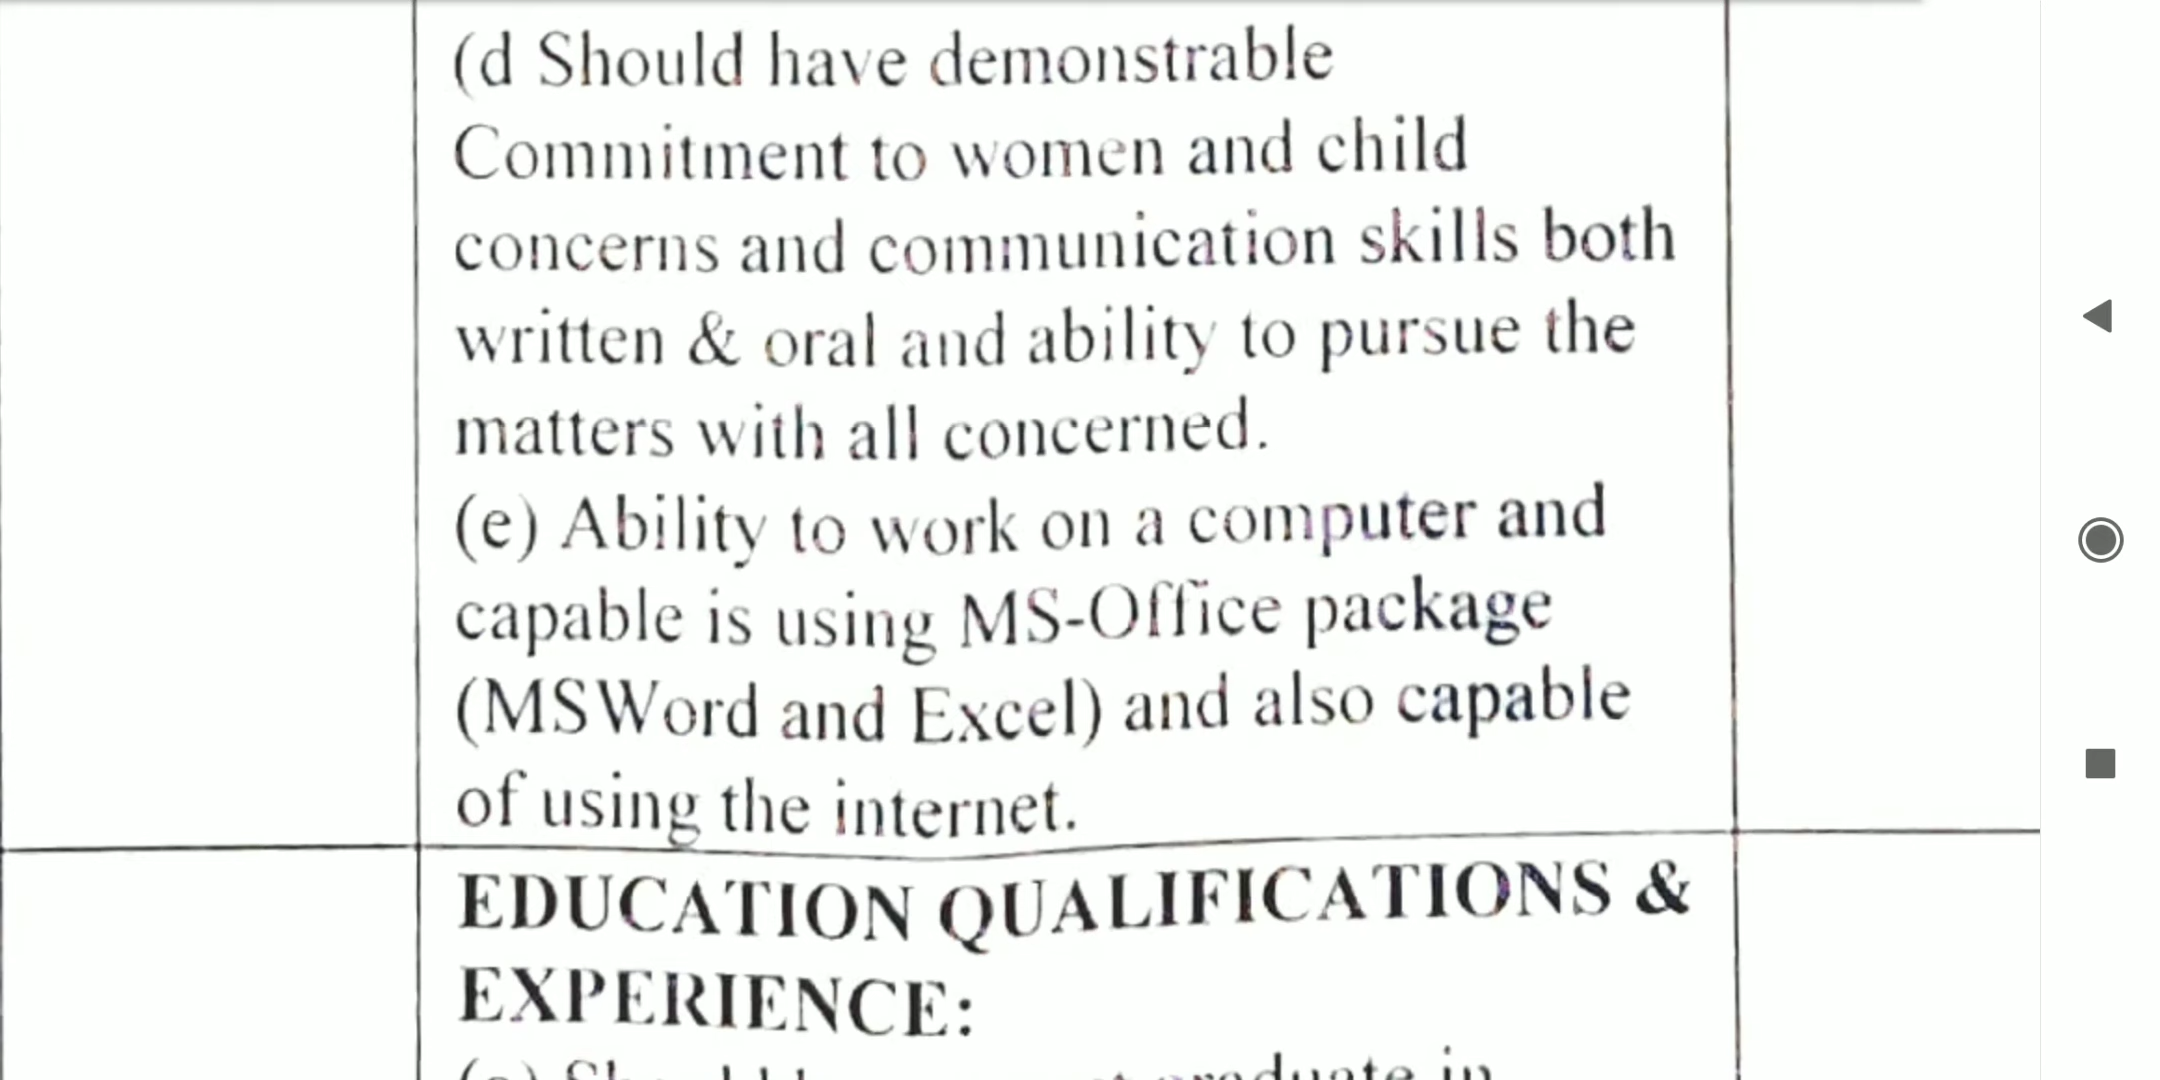 (d Should have demonstrable
Commitment to women and child
concerns and communication skills both
written & oral and ability to pursue the
matters with all concerned.
(e) Ability to work on a computer and
capable is using MS-Office package
(MSWord and Excel) and also capable
of using the internet.
EDUCATION QUALIFICATIONS &
EXPERIENCE:
graduate in